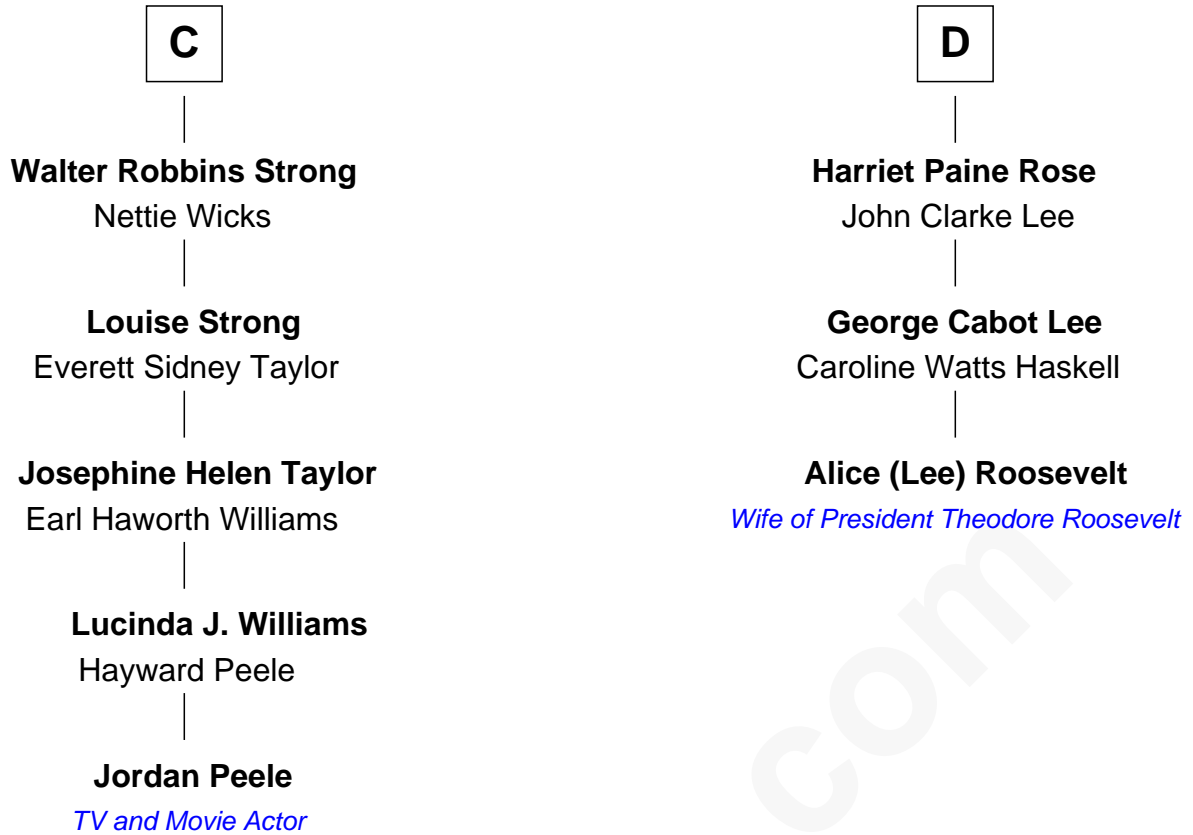 C
Walter Robbins Strong
Nettie Wicks
Louise Strong
Everett Sidney Taylor
Josephine Helen Taylor
Earl Haworth Williams
Lucinda J. Williams
Hayward Peele
Jordan Peele
TV and Movie Actor
D
Harriet Paine Rose
John Clarke Lee
George Cabot Lee
Caroline Watts Haskell
Alice (Lee) Roosevelt
Wife of President Theodore Roosevelt
com